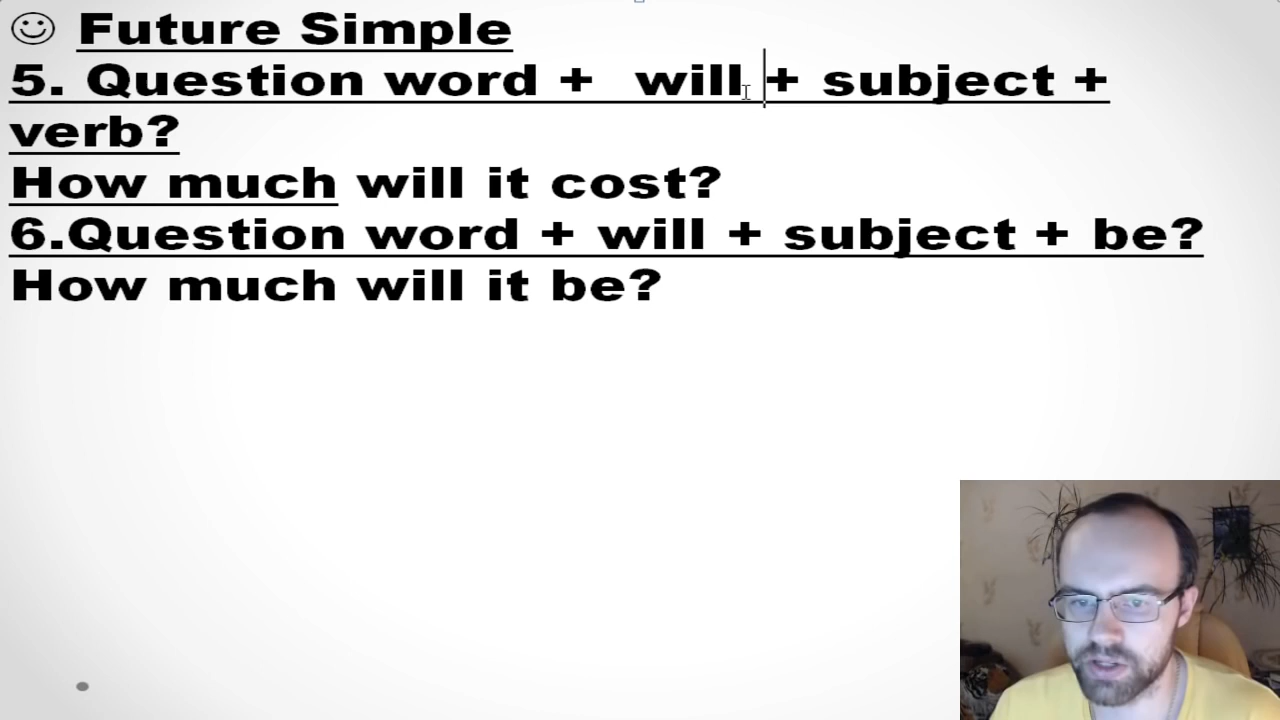 ☺ Future Simple
5. Question word + will + subject +
verb?
How much will it cost?
6.Question word + will + subject + be?
How much will it be?